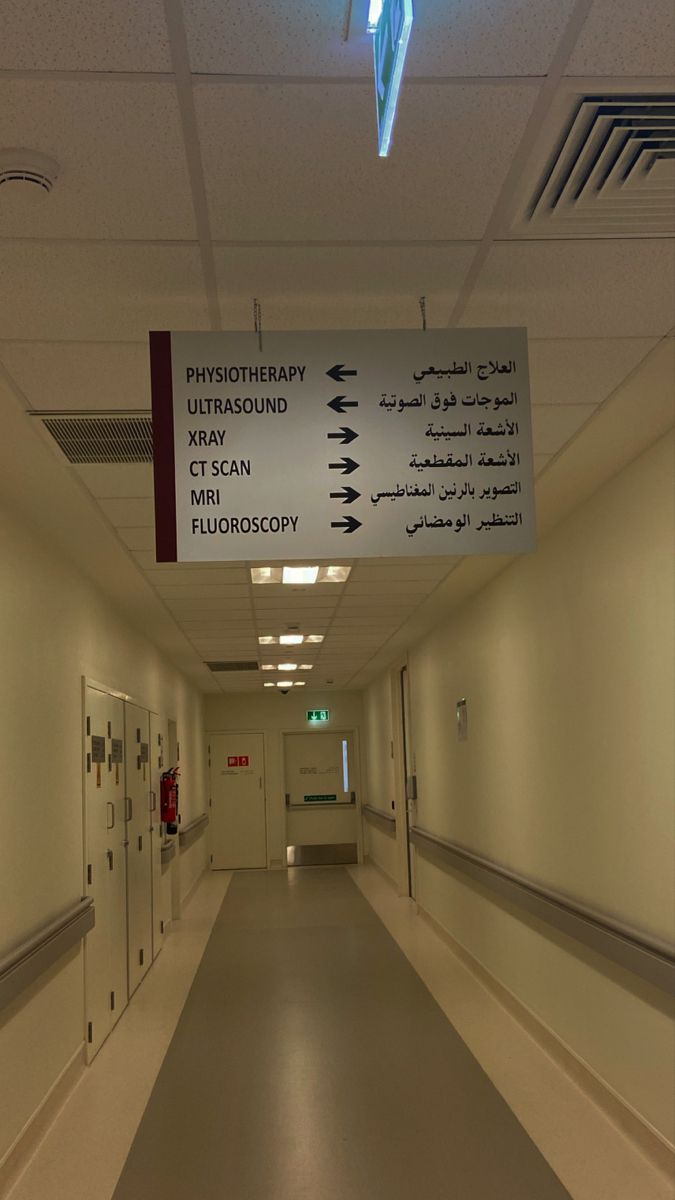 PHYSIOTHERAPY ← العلاج الطبيعي
ULTRASOUND ← الموجات فوق الصوتية
XRAY → الأشعة السينية
CT SCAN → الأشعة المقطعية
MRI → التصوير بالرنين المغناطيسي
FLUOROSCOPY → التنظير الومضائي